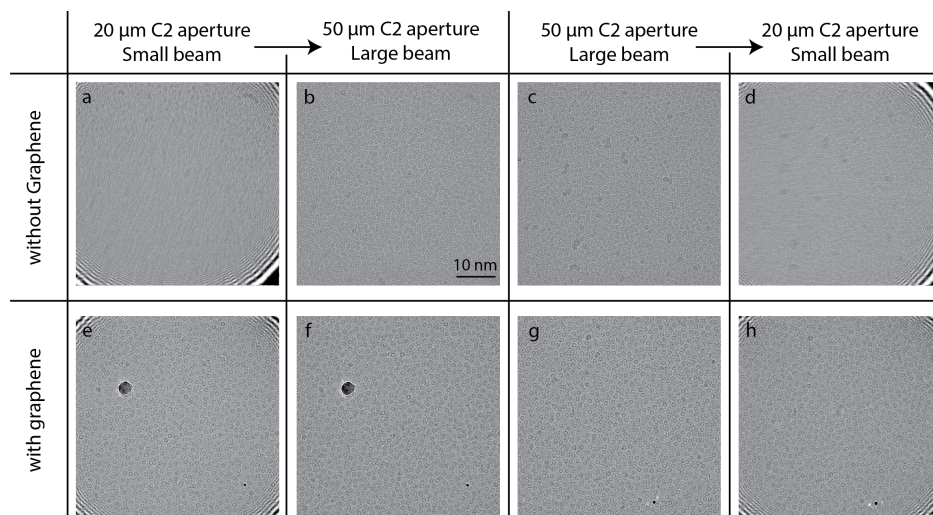 20 µm C2 aperture
Small beam
50 µm C2 aperture
Large beam
50 µm C2 aperture
Large beam
20 µm C2 aperture
Small beam
without Graphene
a
b
c
d
10 nm
with graphene
e
f
g
h